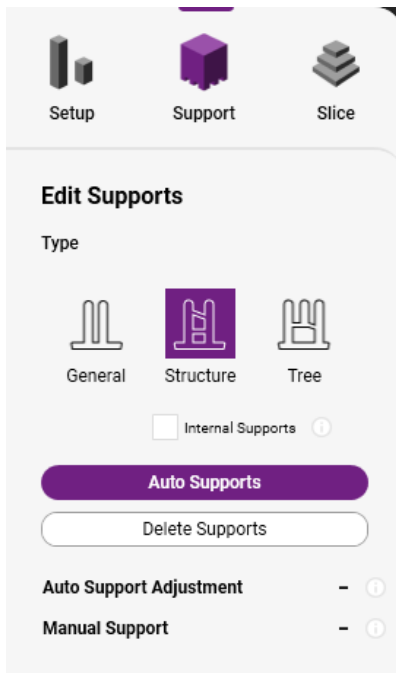 Setup Support Slice
Edit Supports
Type
General Structure Tree
Internal Supports
Auto Supports
Delete Supports
Auto Support Adjustment -
Manual Support -